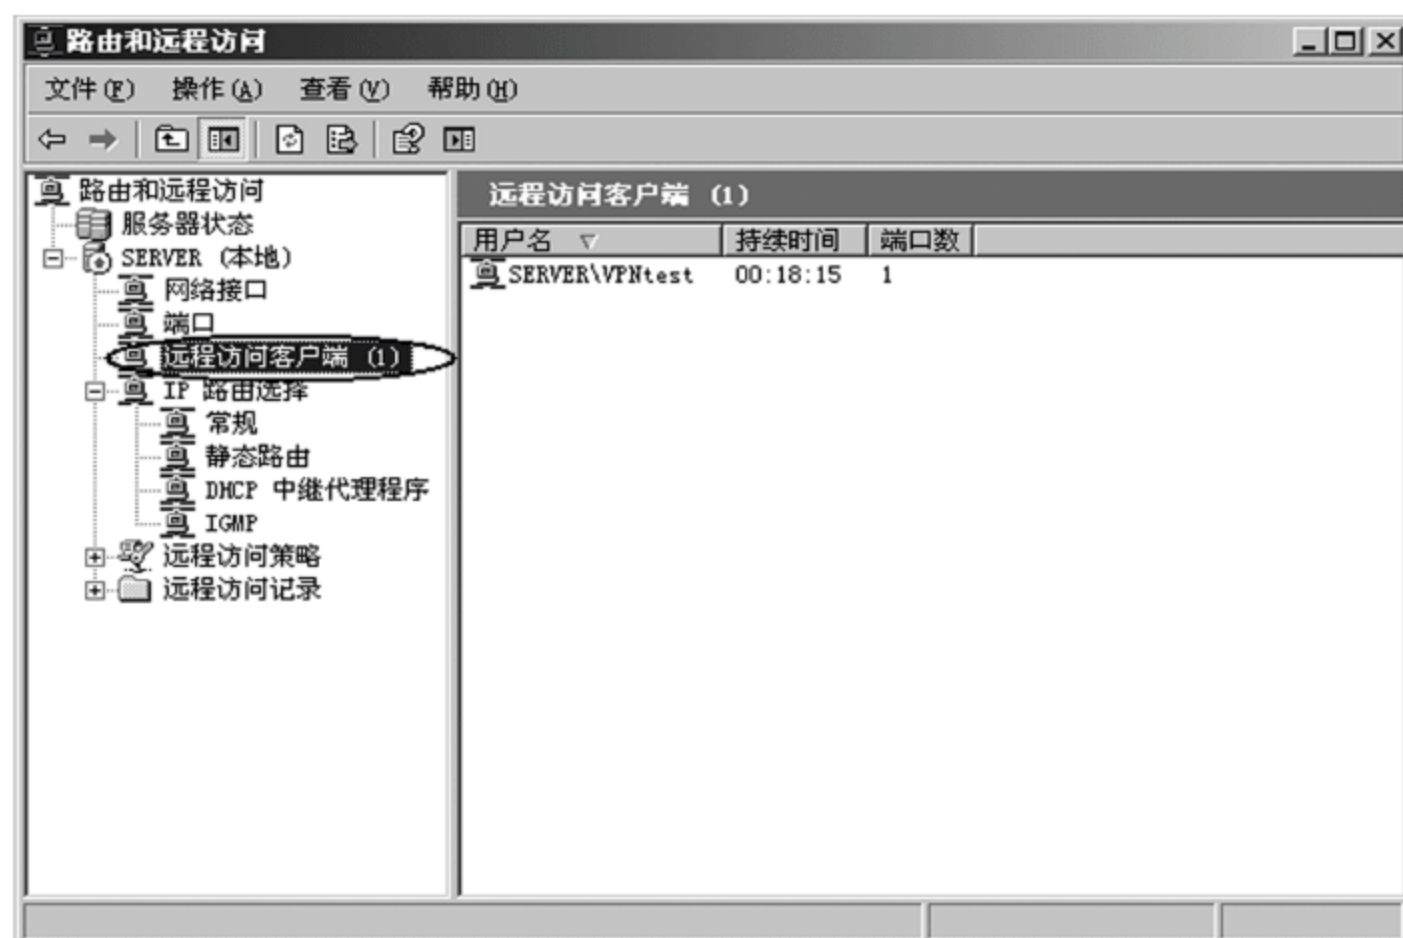 路由和远程访问
文件(F) 操作(A) 查看(V) 帮助(H)
路由和远程访问
服务器状态
SERVER (本地)
网络接口
端口
远程访问客户端 (1)
IP 路由选择
常规
静态路由
DHCP 中继代理程序
IGMP
远程访问策略
远程访问记录
远程访问客户端 (1)
用户名 持续时间 端口数
SERVER\VPNtest 00:18:15 1